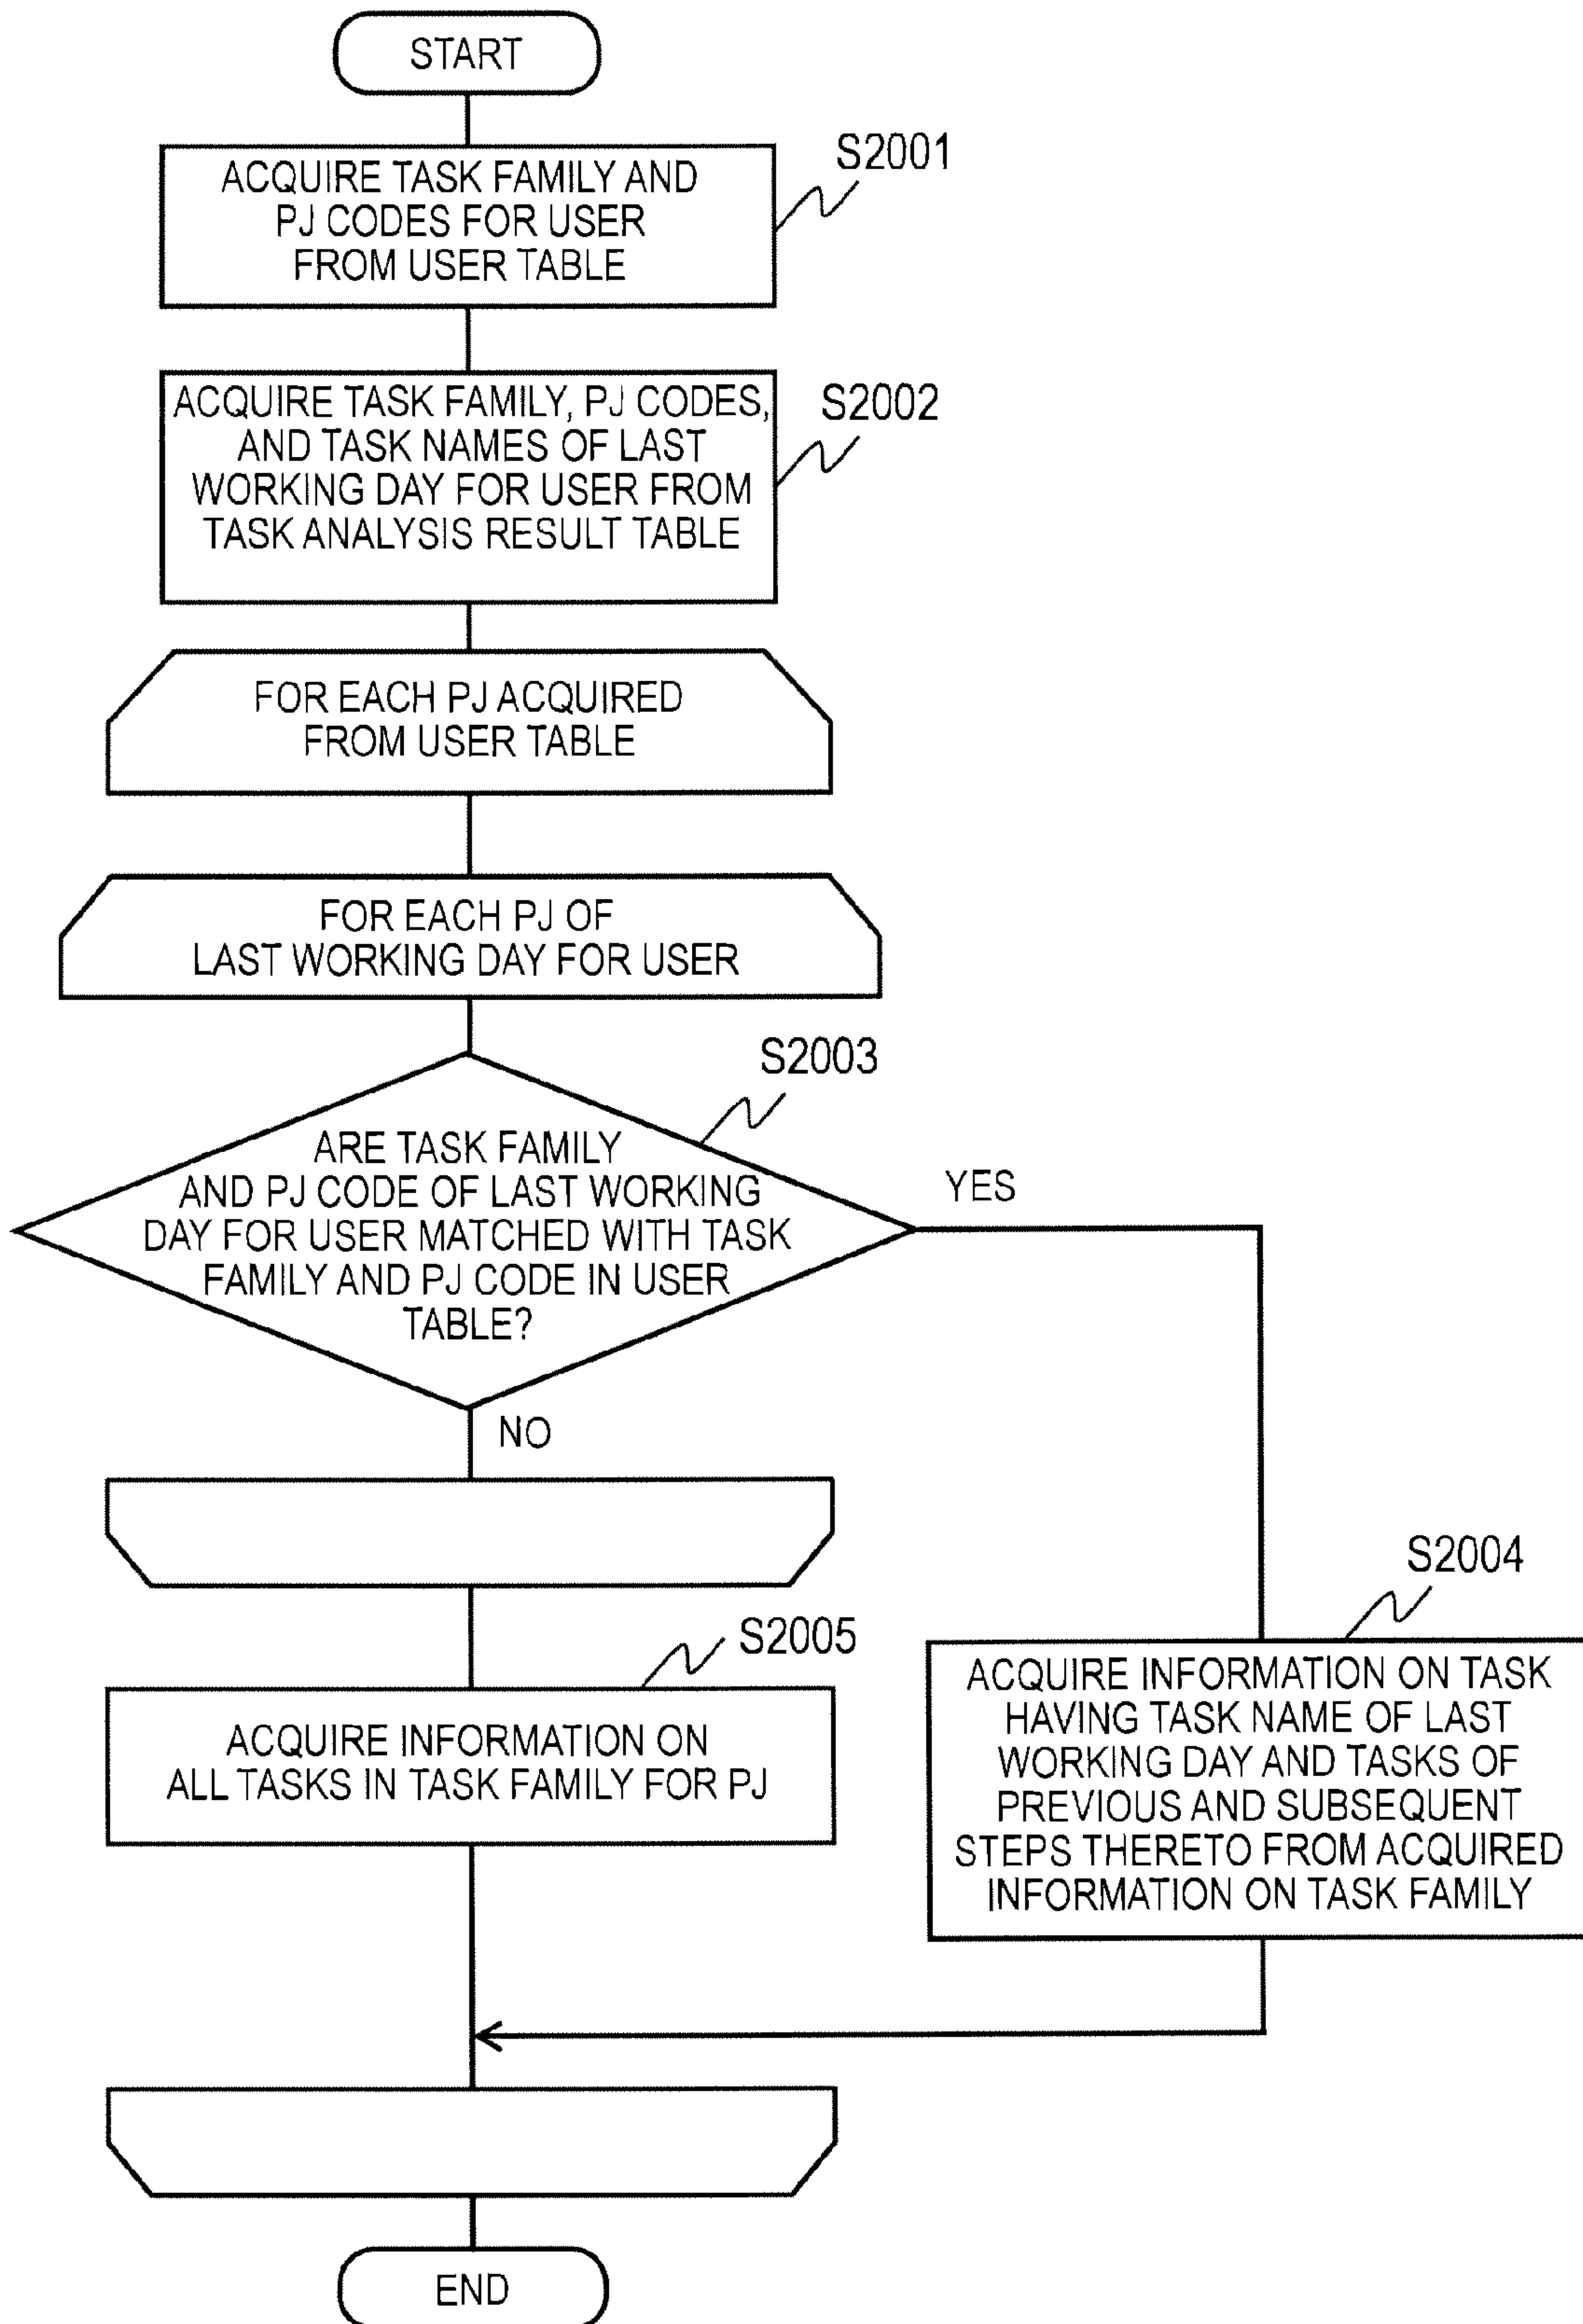 START
S2001
ACQUIRE TASK FAMILY AND
PJ CODES FOR USER
FROM USER TABLE
S2002
ACQUIRE TASK FAMILY, PJ CODES,
AND TASK NAMES OF LAST
WORKING DAY FOR USER FROM
TASK ANALYSIS RESULT TABLE
FOR EACH PJ ACQUIRED
FROM USER TABLE
FOR EACH PJ OF
LAST WORKING DAY FOR USER
S2003
ARE TASK FAMILY
AND PJ CODE OF LAST WORKING
DAY FOR USER MATCHED WITH TASK
FAMILY AND PJ CODE IN USER
TABLE?
YES
NO
S2004
ACQUIRE INFORMATION ON TASK
HAVING TASK NAME OF LAST
WORKING DAY AND TASKS OF
PREVIOUS AND SUBSEQUENT
STEPS THERETO FROM ACQUIRED
INFORMATION ON TASK FAMILY
S2005
ACQUIRE INFORMATION ON
ALL TASKS IN TASK FAMILY FOR PJ
END